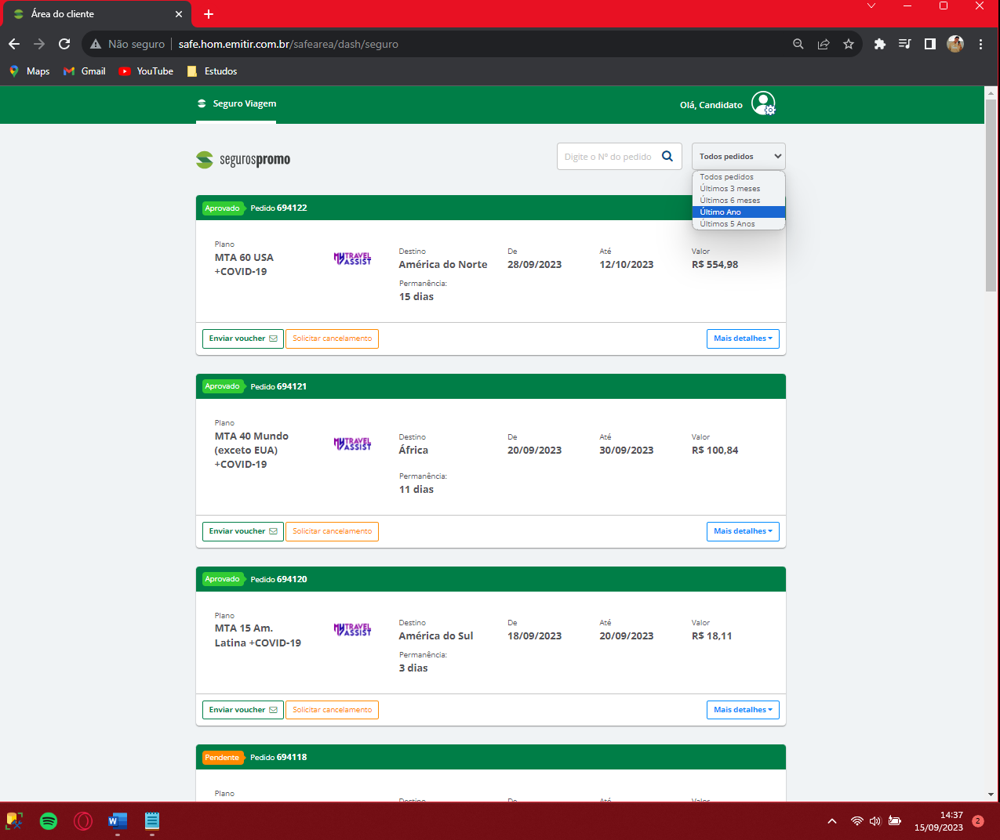 Área do cliente
Não seguro
safe.hom.emitir.com.br/safearea/dash/seguro
Maps
Gmail
YouTube
Estudos
Seguro Viagem
Olá, Candidato
segurospromo
Digite o Nº do pedido
Todos pedidos
Todos pedidos
Últimos 3 meses
Últimos 6 meses
Último Ano
Últimos 5 Anos
Aprovado Pedido 694122
Plano
MTA 60 USA
+COVID-19
MY TRAVEL
ASSIST
Destino
América do Norte
De
28/09/2023
Até
12/10/2023
Valor
R$ 554,98
Permanência:
15 dias
Enviar voucher
Solicitar cancelamento
Mais detalhes
Aprovado Pedido 694121
Plano
MTA 40 Mundo
(exceto EUA)
+COVID-19
MY TRAVEL
ASSIST
Destino
África
De
20/09/2023
Até
30/09/2023
Valor
R$ 100,84
Permanência:
11 dias
Enviar voucher
Solicitar cancelamento
Mais detalhes
Aprovado Pedido 694120
Plano
MTA 15 Am.
Latina +COVID-19
MY TRAVEL
ASSIST
Destino
América do Sul
De
18/09/2023
Até
20/09/2023
Valor
R$ 18,11
Permanência:
3 dias
Enviar voucher
Solicitar cancelamento
Mais detalhes
Pendente Pedido 694118
Plano
Destino
De
Até
Valor
W
14:37
15/09/2023
2